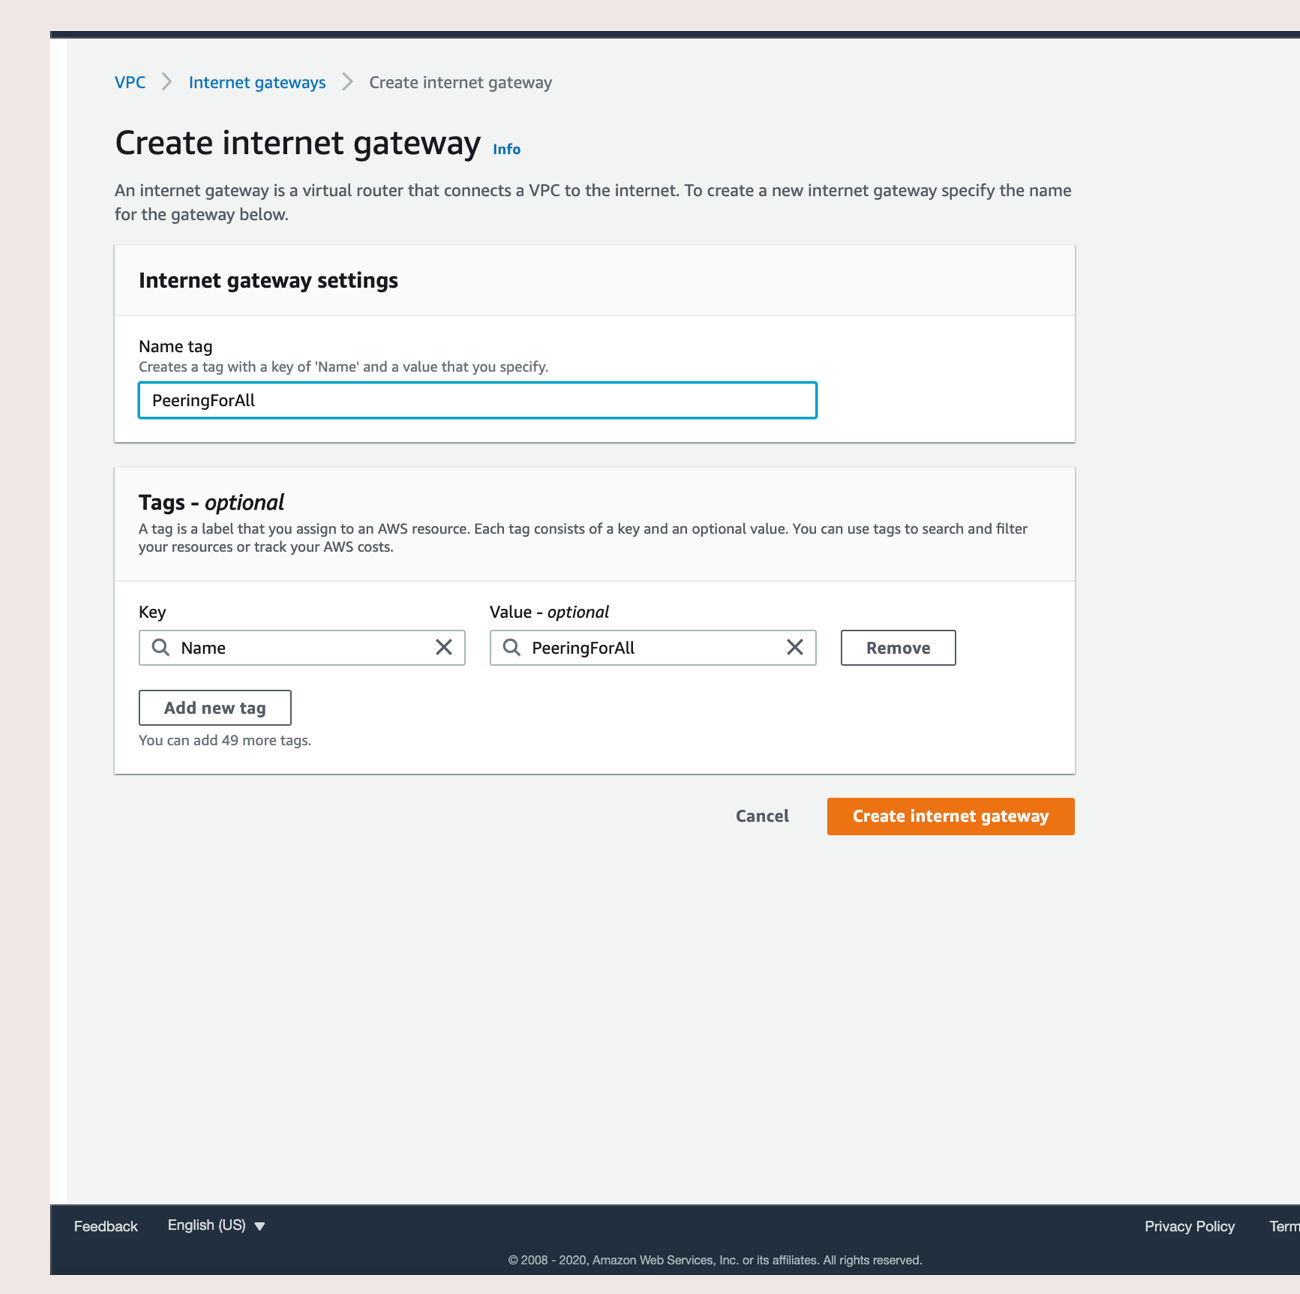 VPC > Internet gateways > Create internet gateway
Create internet gateway Info
An internet gateway is a virtual router that connects a VPC to the internet. To create a new internet gateway specify the name
for the gateway below.
Internet gateway settings
Name tag
Creates a tag with a key of 'Name' and a value that you specify.
PeeringForAll
Tags - optional
A tag is a label that you assign to an AWS resource. Each tag consists of a key and an optional value. You can use tags to search and filter
your resources or track your AWS costs.
Key Value - optional
Name PeeringForAll Remove
Add new tag
You can add 49 more tags.
Cancel Create internet gateway
Feedback English (US) Privacy Policy Term
© 2008 - 2020, Amazon Web Services, Inc. or its affiliates. All rights reserved.